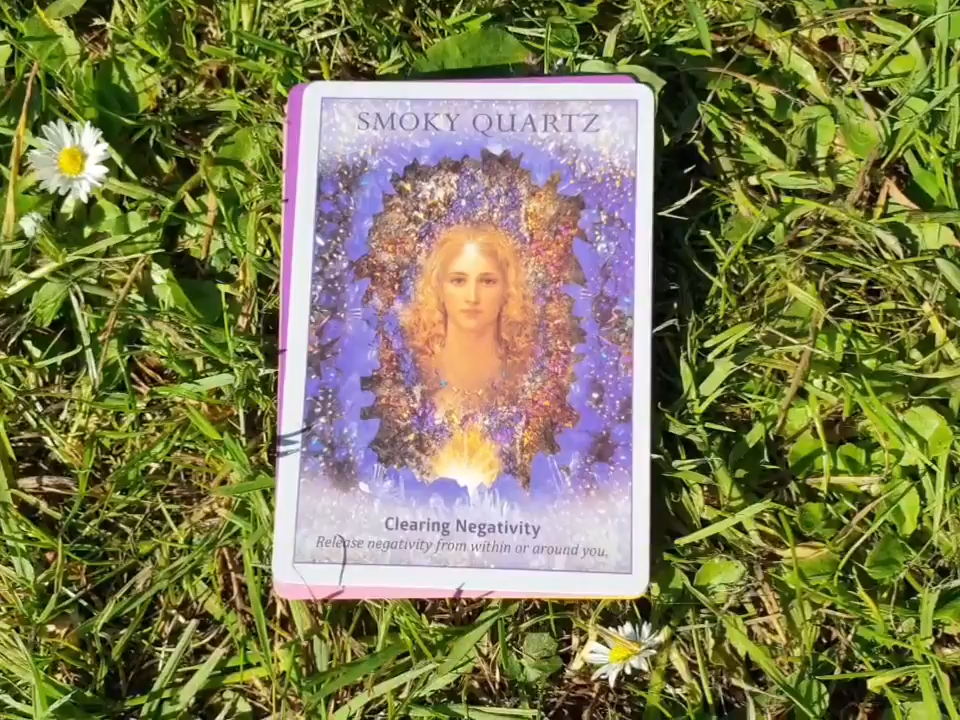 SMOKY QUARTZ
Clearing Negativity
Release negativity from within or around you.